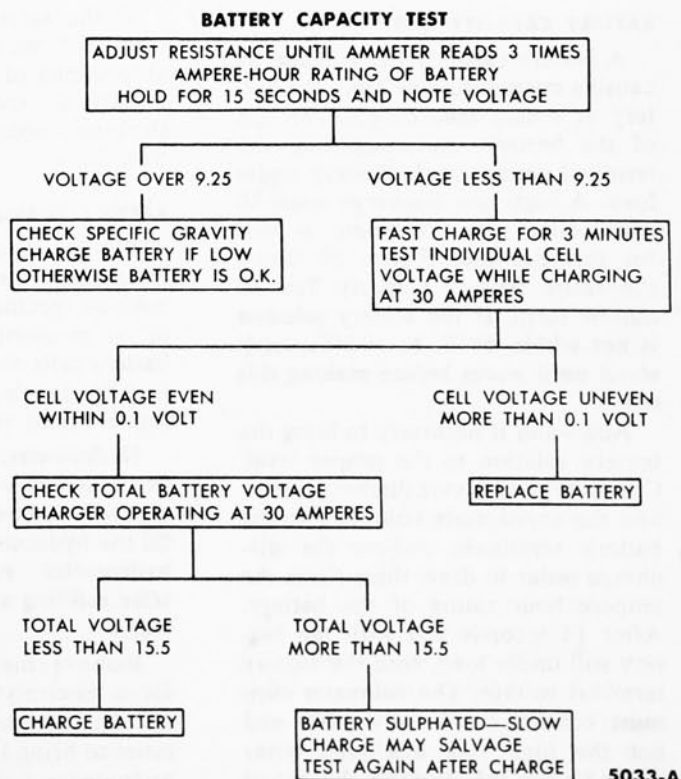 BATTERY CAPACITY TEST
ADJUST RESISTANCE UNTIL AMMETER READS 3 TIMES
AMPERE-HOUR RATING OF BATTERY
HOLD FOR 15 SECONDS AND NOTE VOLTAGE
VOLTAGE OVER 9.25
VOLTAGE LESS THAN 9.25
CHECK SPECIFIC GRAVITY
CHARGE BATTERY IF LOW
OTHERWISE BATTERY IS O.K.
FAST CHARGE FOR 3 MINUTES
TEST INDIVIDUAL CELL
VOLTAGE WHILE CHARGING
AT 30 AMPERES
CELL VOLTAGE EVEN
WITHIN 0.1 VOLT
CELL VOLTAGE UNEVEN
MORE THAN 0.1 VOLT
CHECK TOTAL BATTERY VOLTAGE
CHARGER OPERATING AT 30 AMPERES
REPLACE BATTERY
TOTAL VOLTAGE
LESS THAN 15.5
TOTAL VOLTAGE
MORE THAN 15.5
CHARGE BATTERY
BATTERY SULPHATED—SLOW
CHARGE MAY SALVAGE
TEST AGAIN AFTER CHARGE
5033-A